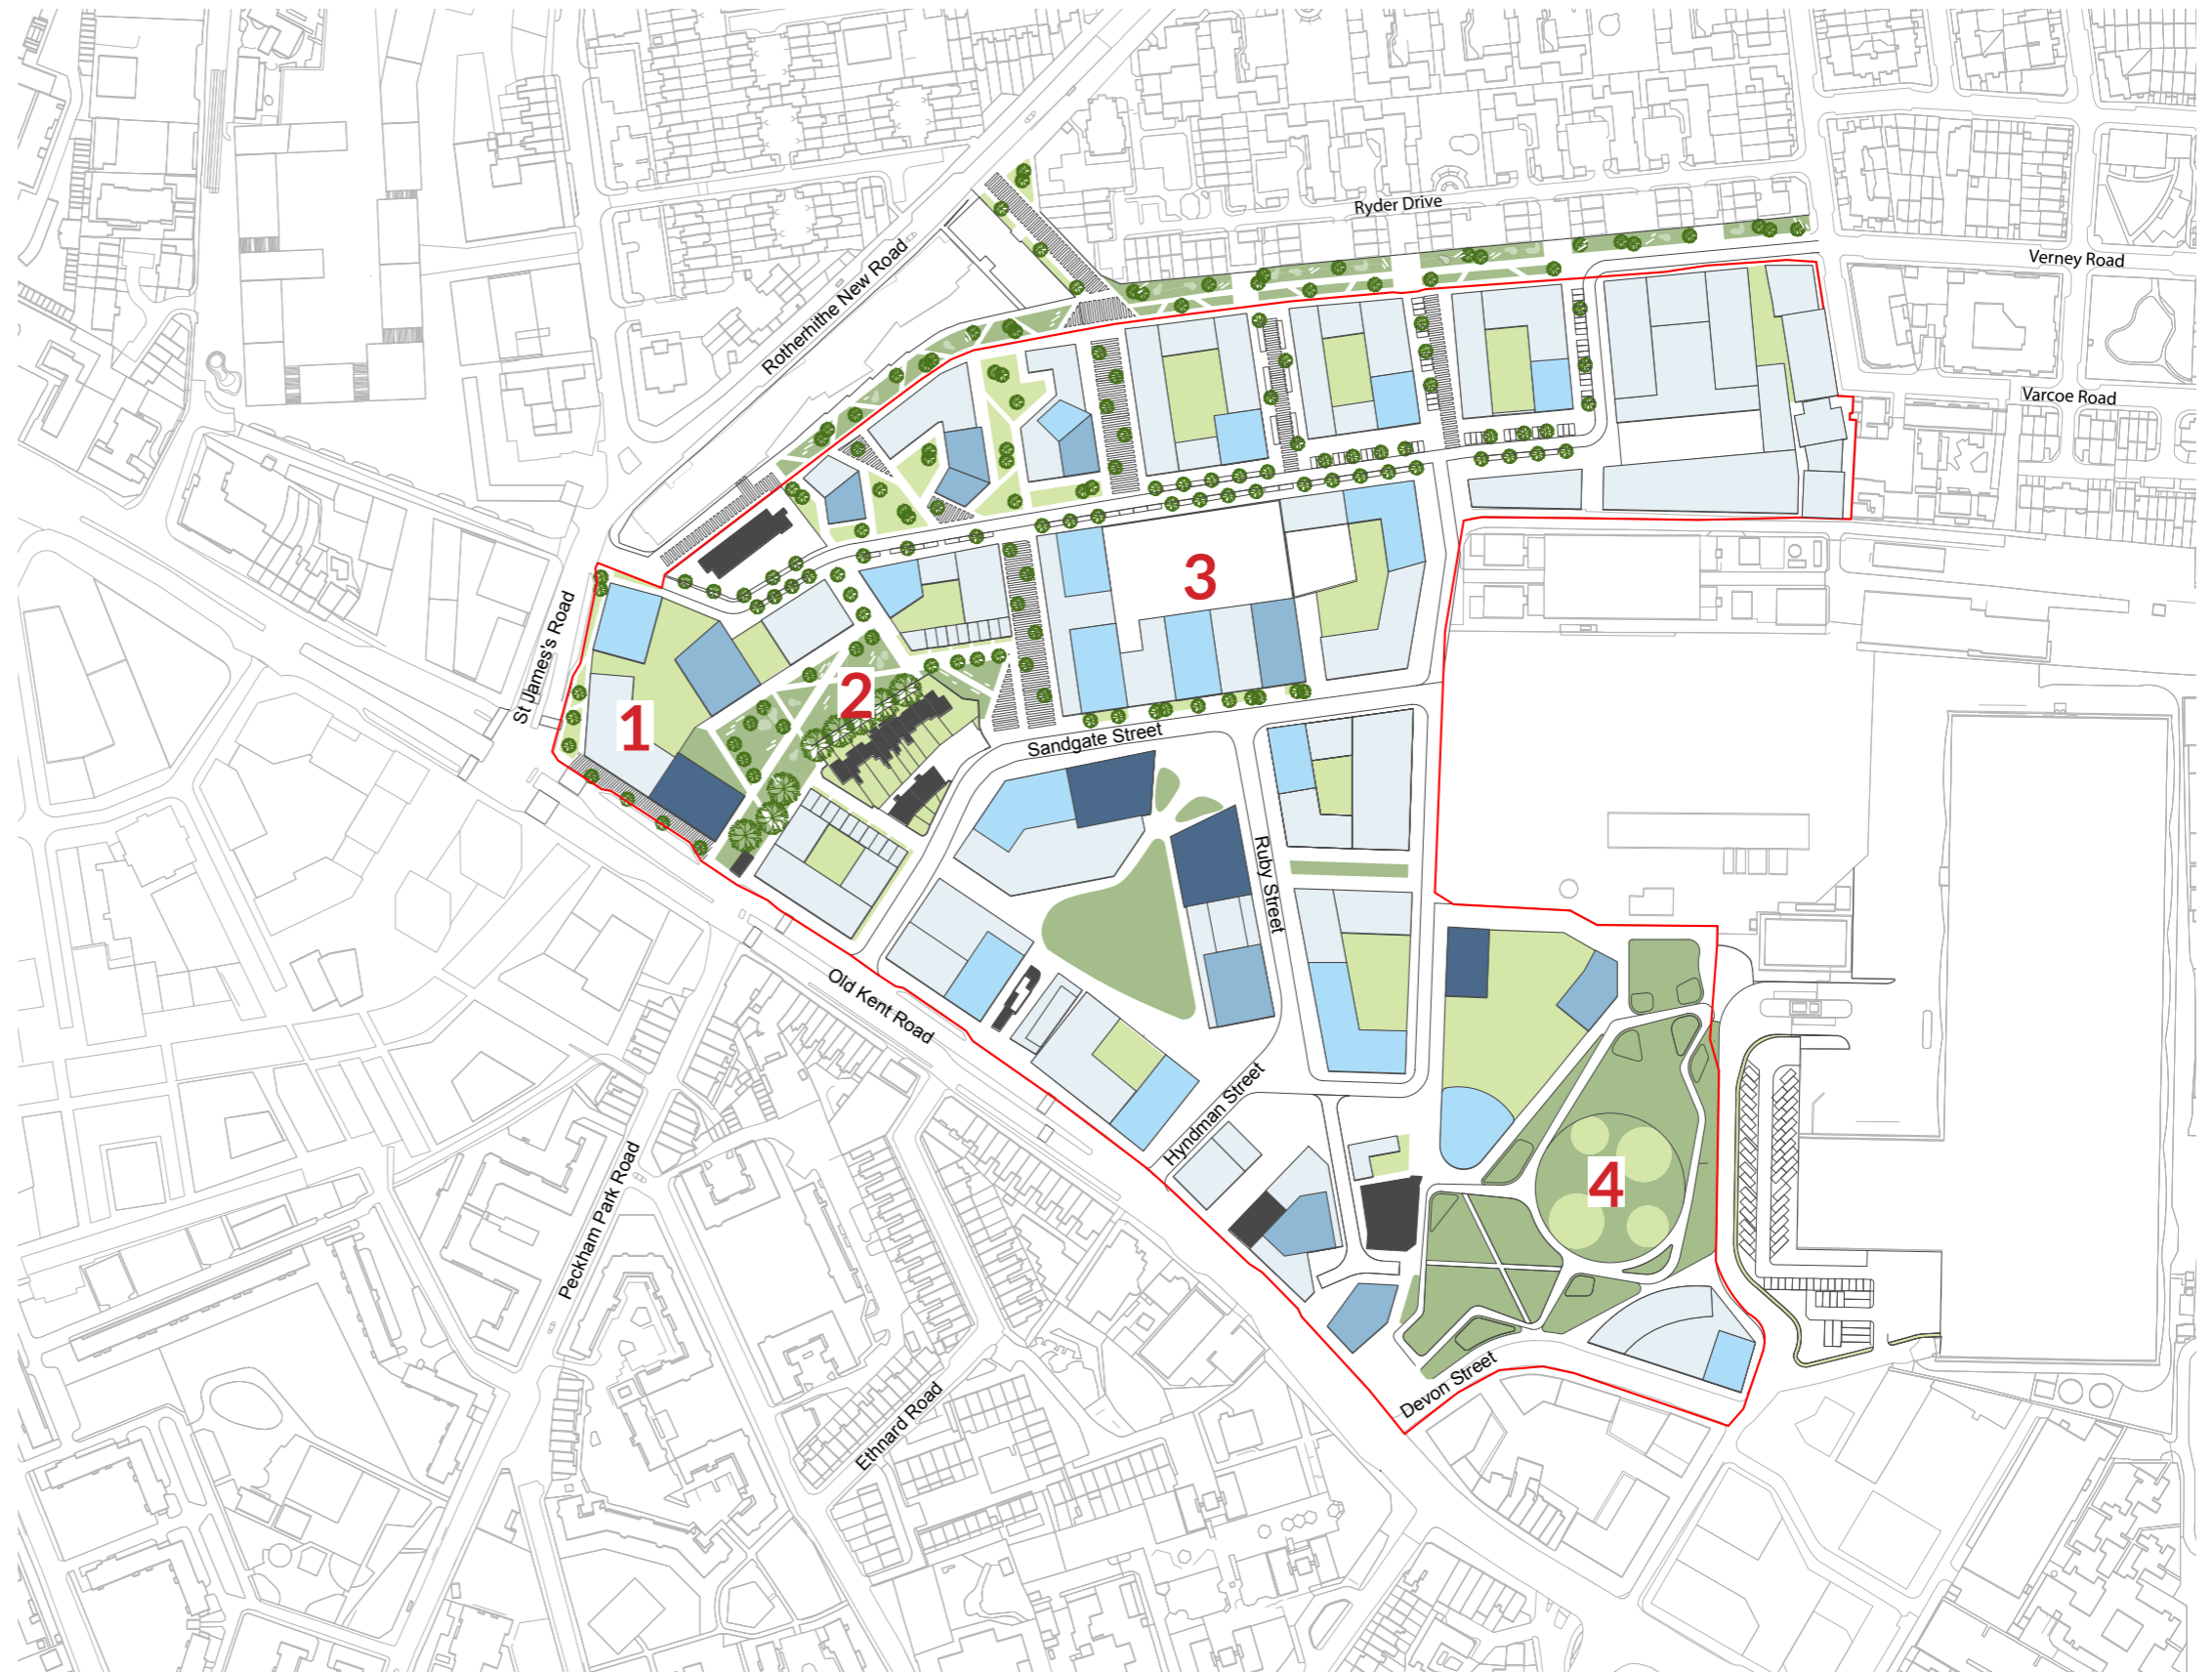 Ryder Drive
Verney Road
Rotherhithe New Road
Varcoe Road
3
St James's Road
2
1
Sandgate Street
Ruby Street
Old Kent Road
Hyndman Street
4
Peckham Park Road
Devon Street
Ethnard Road